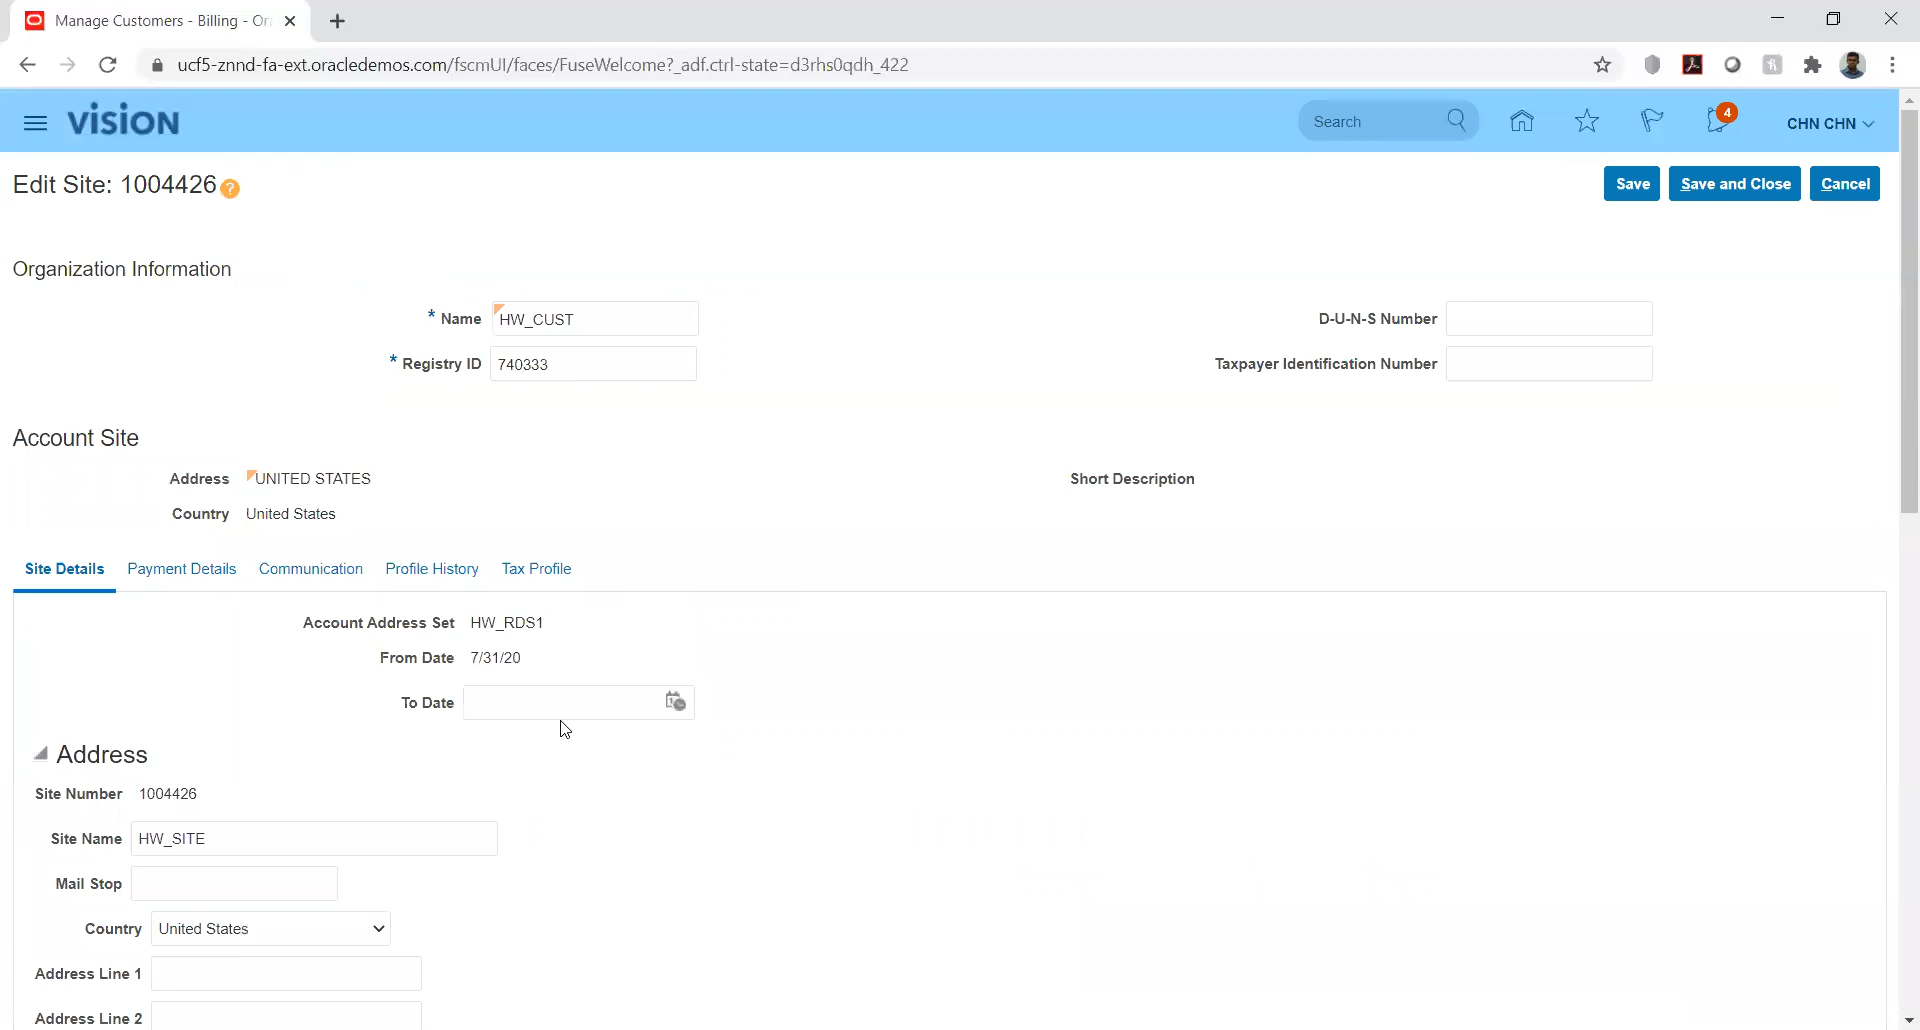 Manage Customers - Billing - Or
ucf5-znnd-fa-ext.oracledemos.com/fscmUI/faces/FuseWelcome?_adf.ctrl-state=d3rhs0qdh_422
VISION
Search
4
CHN CHN
Edit Site: 1004426 ?
Save
Save and Close
Cancel
Organization Information
* Name HW_CUST
D-U-N-S Number
* Registry ID 740333
Taxpayer Identification Number
Account Site
Address UNITED STATES
Short Description
Country United States
Site Details Payment Details Communication Profile History Tax Profile
Account Address Set HW_RDS1
From Date 7/31/20
To Date
Address
Site Number 1004426
Site Name HW_SITE
Mail Stop
Country United States
Address Line 1
Address Line 2